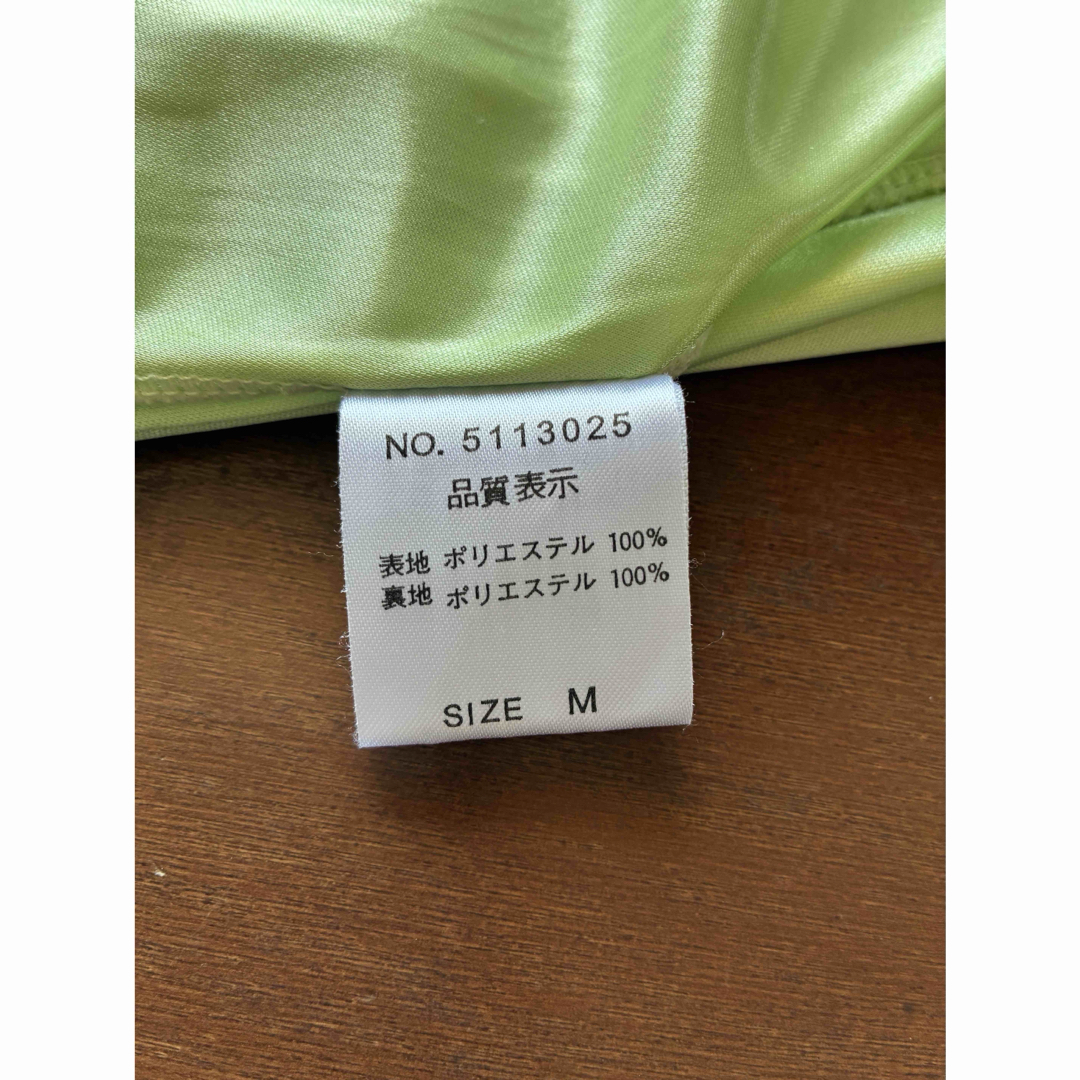 NO. 5113025
品質表示
表地 ポリエステル 100%
裏地 ポリエステル 100%
SIZE M